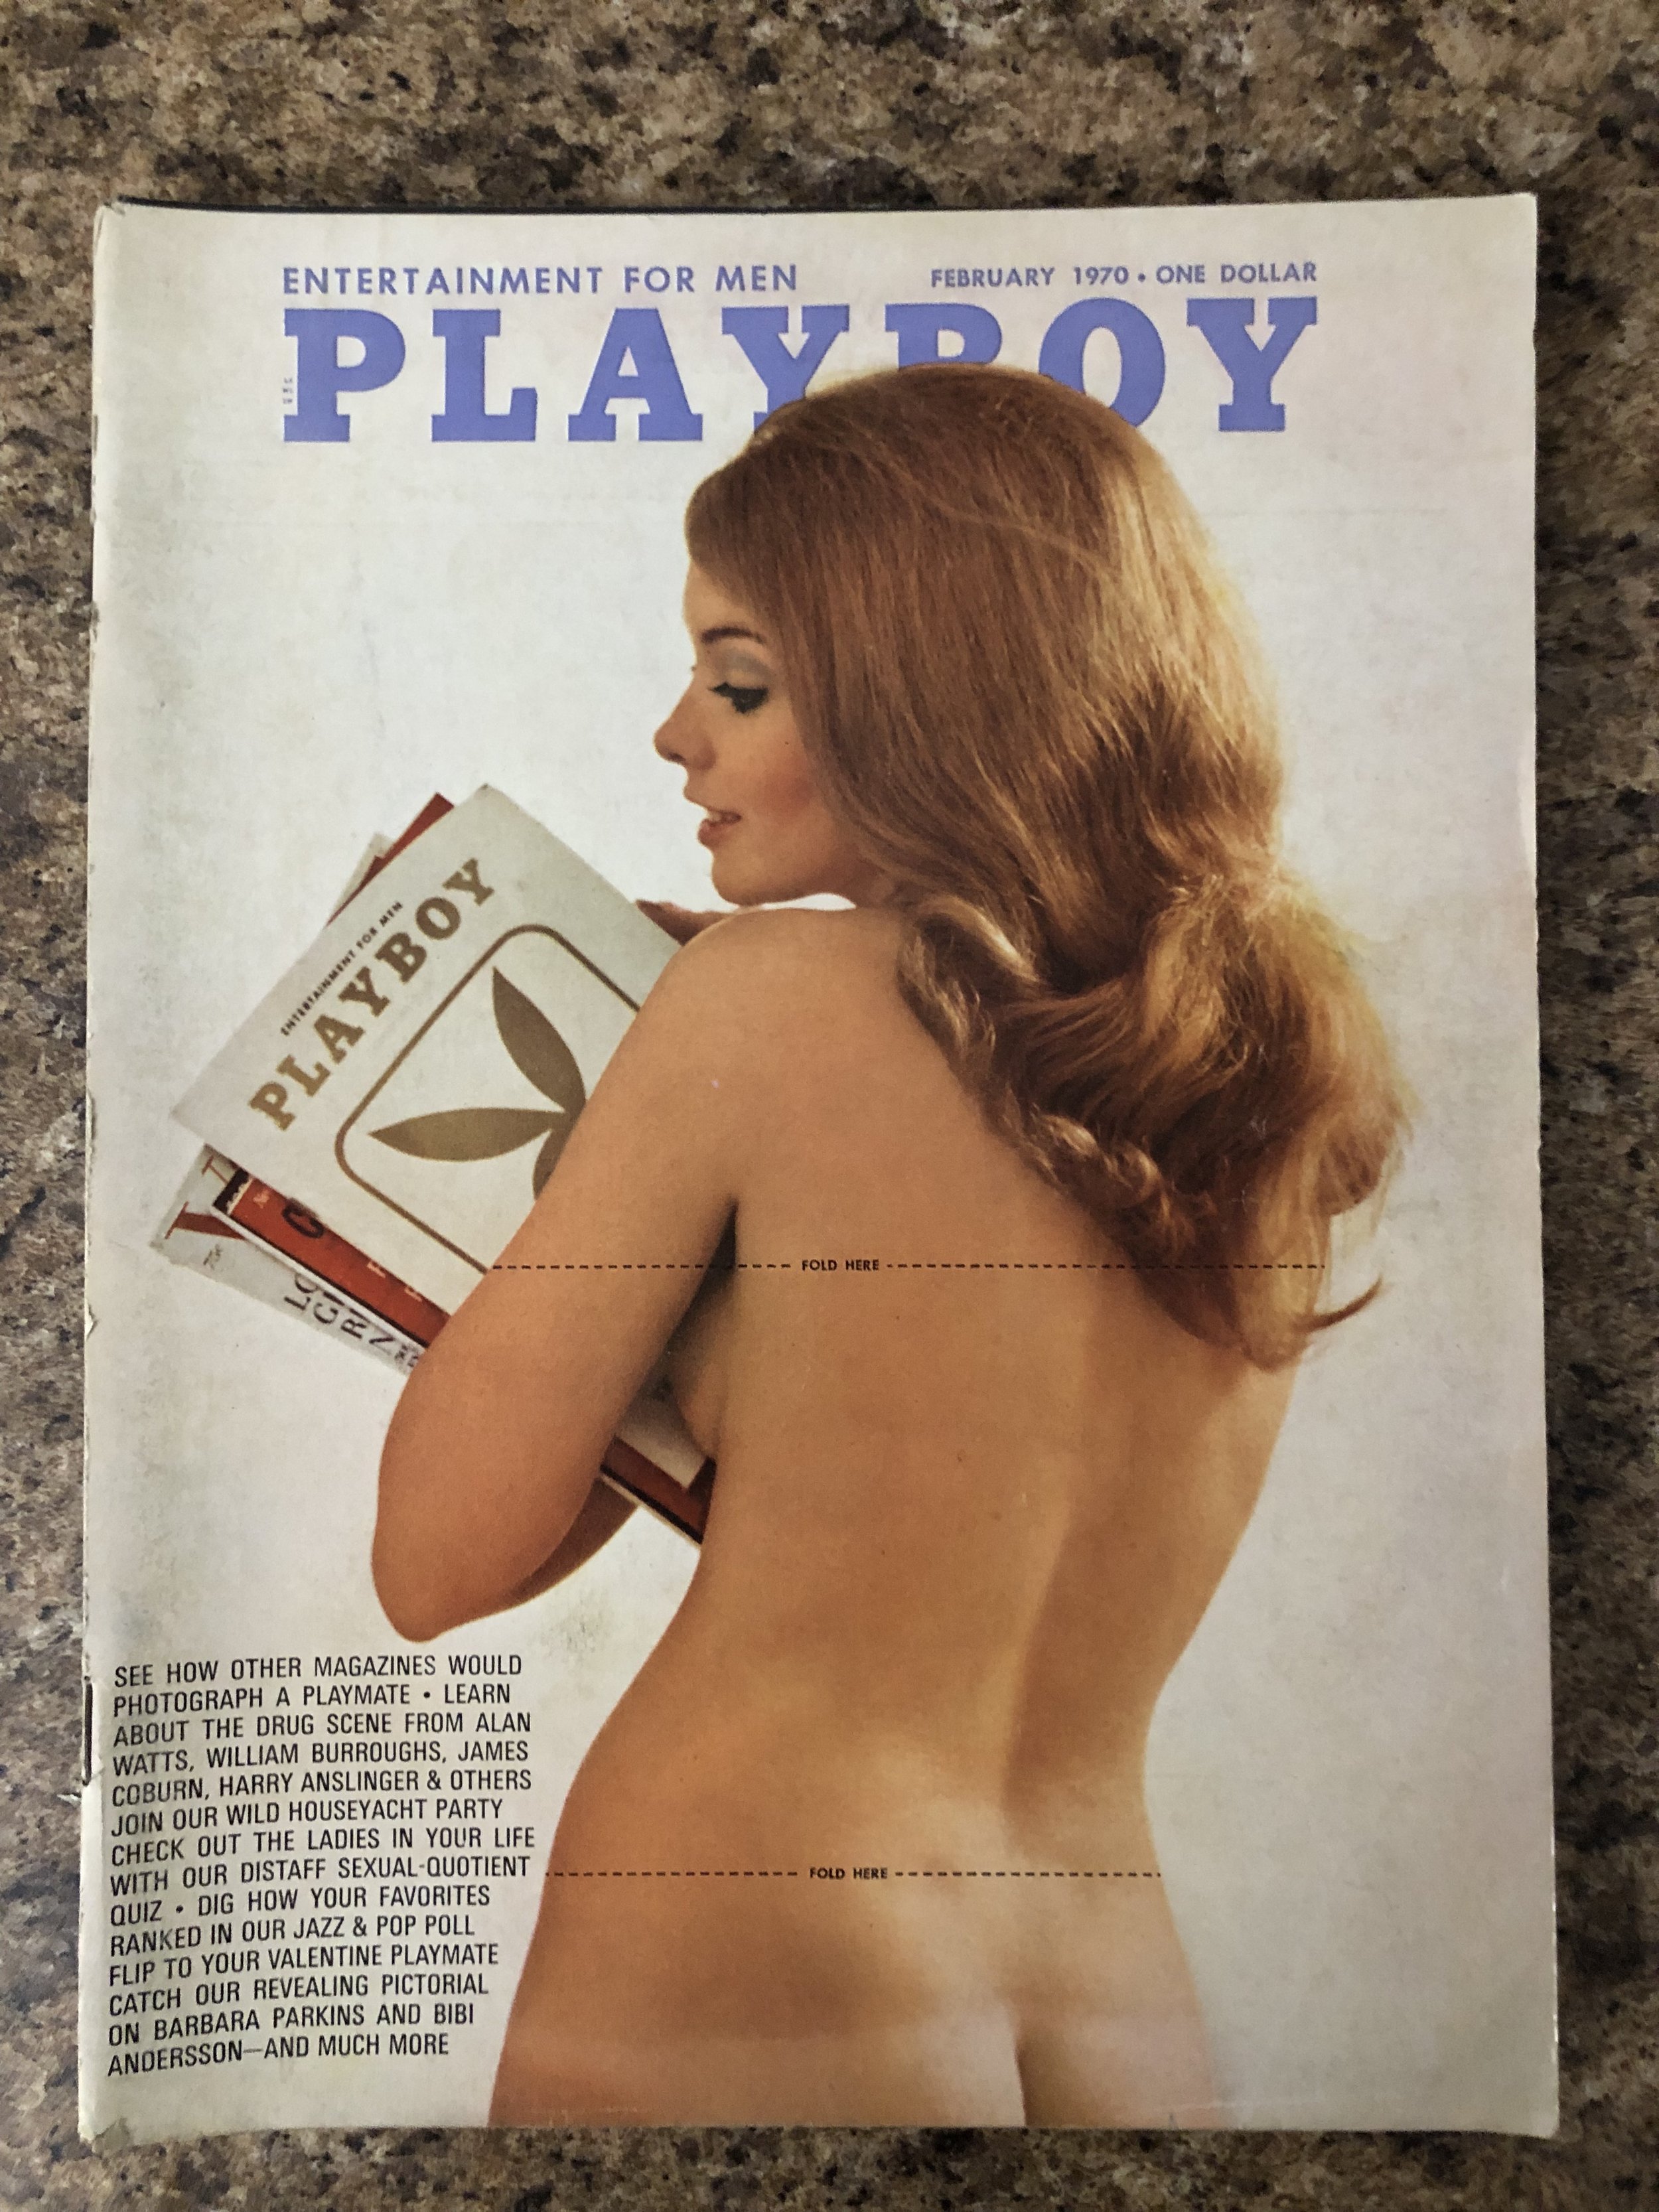 ENTERTAINMENT FOR MEN
FEBRUARY 1970 • ONE DOLLAR
PLAYBOY
ENTERTAINMENT FOR MEN
PLAYBOY
FOLD HERE
SEE HOW OTHER MAGAZINES WOULD
PHOTOGRAPH A PLAYMATE • LEARN
ABOUT THE DRUG SCENE FROM ALAN
WATTS, WILLIAM BURROUGHS, JAMES
COBURN, HARRY ANSLINGER & OTHERS
JOIN OUR WILD HOUSEYACHT PARTY
CHECK OUT THE LADIES IN YOUR LIFE
WITH OUR DISTAFF SEXUAL-QUOTIENT
QUIZ • DIG HOW YOUR FAVORITES
RANKED IN OUR JAZZ & POP POLL
FLIP TO YOUR VALENTINE PLAYMATE
CATCH OUR REVEALING PICTORIAL
ON BARBARA PARKINS AND BIBI
ANDERSSON—AND MUCH MORE
FOLD HERE